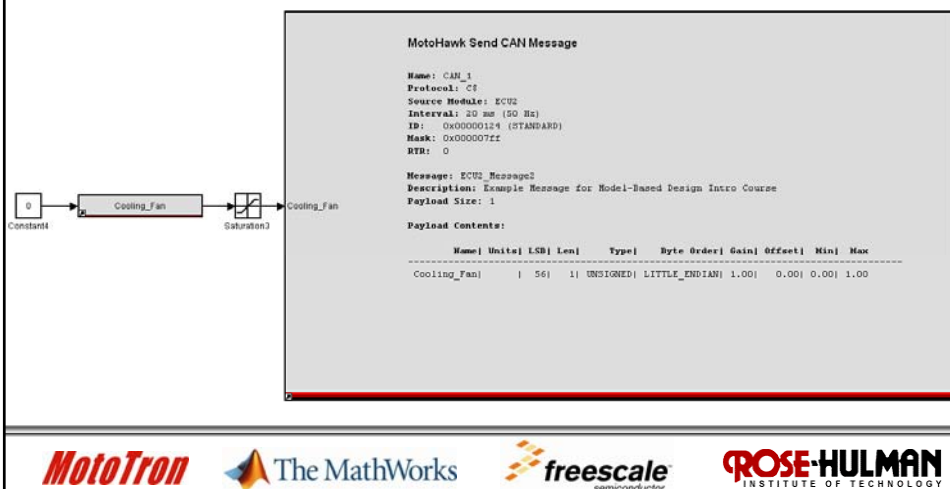 MotoHawk Send CAN Message
Name: CAN_1
Protocol: C8
Source Module: ECU2
Interval: 20 ms (50 Hz)
ID: 0x00000124 (STANDARD)
Mask: 0x000007ff
RTR: 0
Message: ECU2_Message2
Description: Example Message for Model-Based Design Intro Course
Payload Size: 1
Payload Contents:
Name| Units| LSB| Len| Type| Byte Order| Gain| Offset| Min| Max
Cooling_Fan| | 56| 1| UNSIGNED| LITTLE_ENDIAN| 1.00| 0.00| 0.00| 1.00
0
Constant4
Cooling_Fan
Saturation3
Cooling_Fan
MotoTron
The MathWorks
freescale
semiconductor
ROSE-HULMAN
INSTITUTE OF TECHNOLOGY